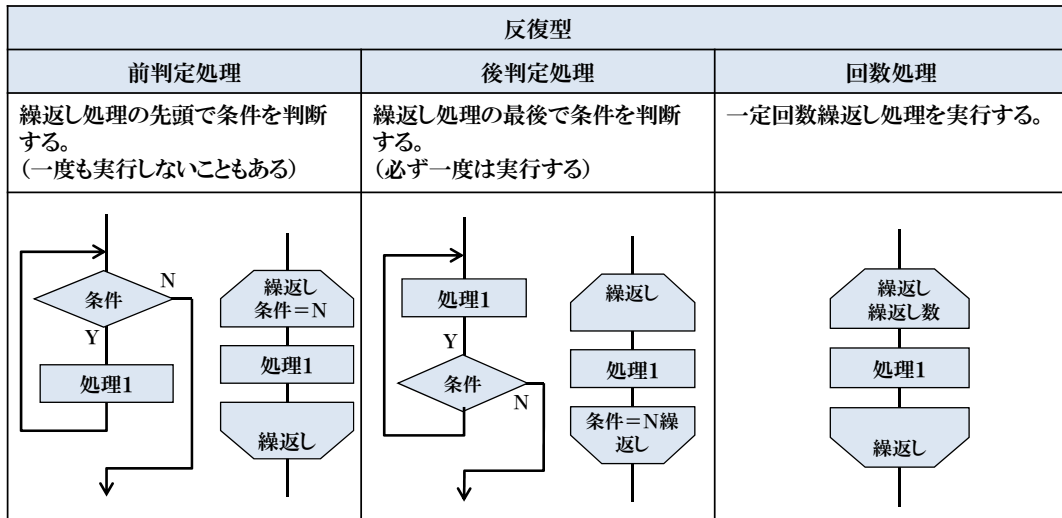 反復型
前判定処理
後判定処理
回数処理
繰返し処理の先頭で条件を判断
する。
（一度も実行しないこともある）
繰返し処理の最後で条件を判断
する。
（必ず一度は実行する）
一定回数繰返し処理を実行する。
条件
N
Y
処理1
繰返し
条件＝N
処理1
繰返し
処理1
Y
条件
N
繰返し
処理1
条件＝N繰
返し
繰返し
繰返し数
処理1
繰返し